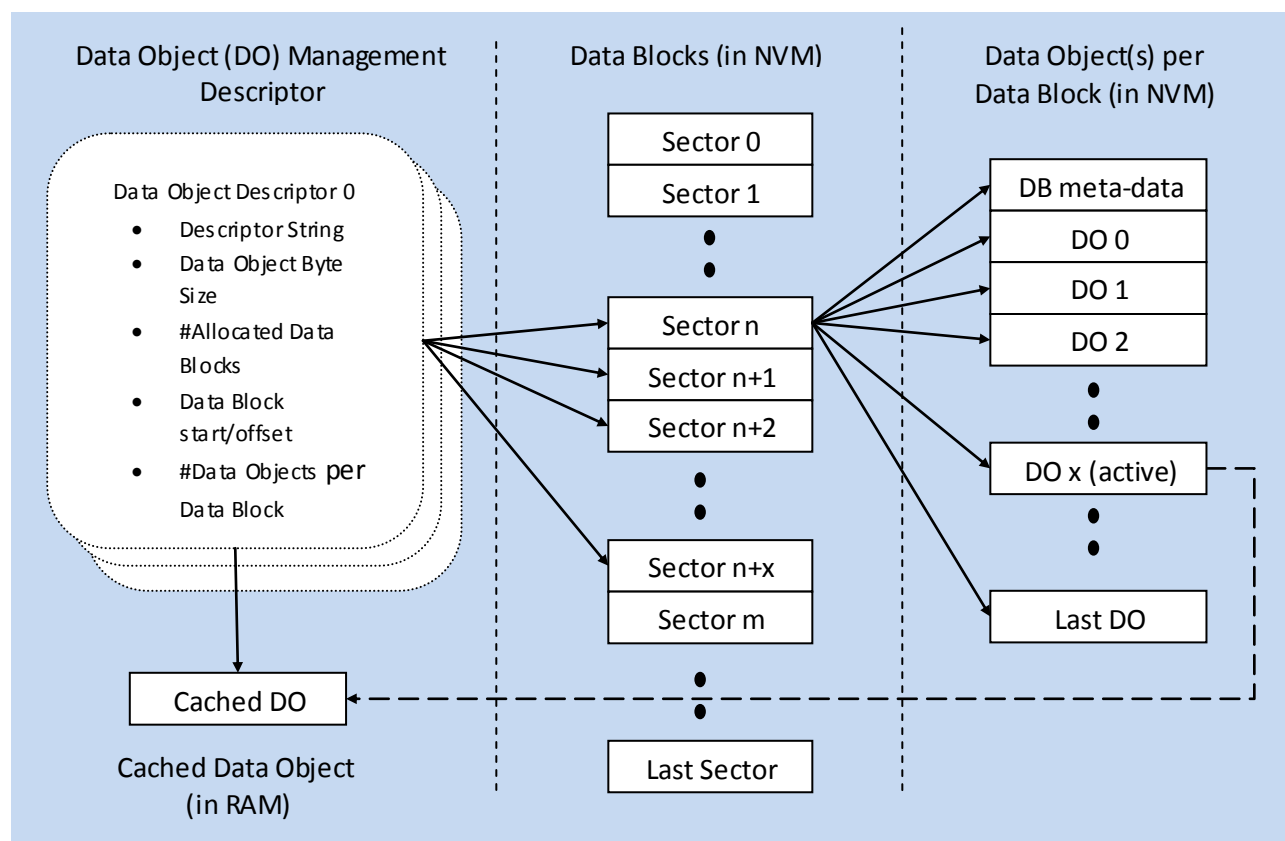 Data Object (DO) Management
Descriptor
Data Object Descriptor 0
• Descriptor String
• Data Object Byte
Size
• #Allocated Data
Blocks
• Data Block
start/offset
• #Data Objects per
Data Block
Cached DO
Cached Data Object
(in RAM)
Data Blocks (in NVM)
Sector 0
Sector 1
Sector n
Sector n+1
Sector n+2
Sector n+x
Sector m
Last Sector
Data Object(s) per
Data Block (in NVM)
DB meta-data
DO 0
DO 1
DO 2
DO x (active)
Last DO